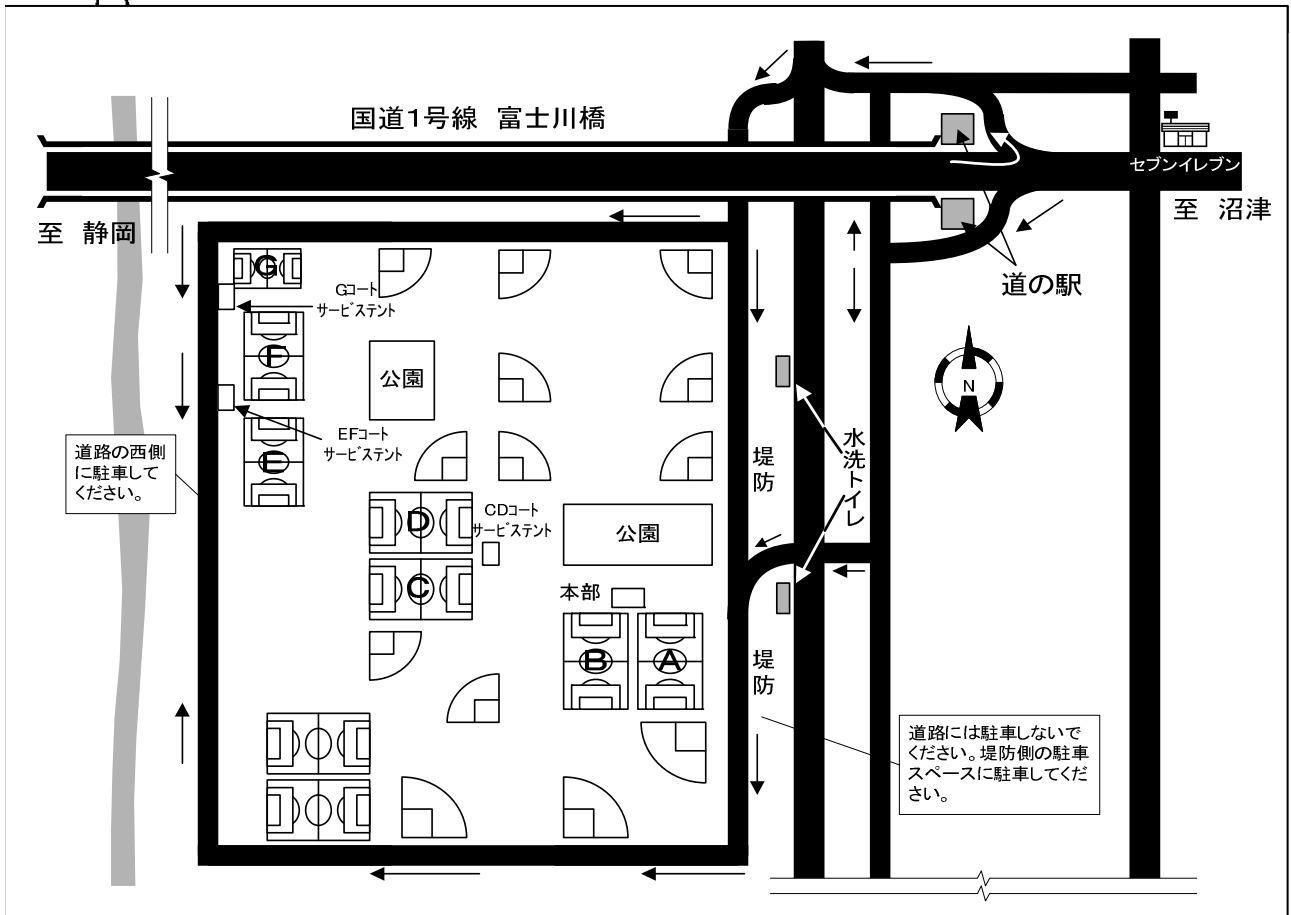 国道1号線 富士川橋
セブンイレブン
至 静岡
至 沼津
道の駅
G
Gコート
サービステント
F
公園
N
EFコート
サービステント
E
道路の西側
に駐車して
ください。
堤防
水洗トイレ
D
CDコート
サービステント
公園
C
本部
B
A
堤防
道路には駐車しないで
ください。堤防側の駐車
スペースに駐車してくだ
さい。